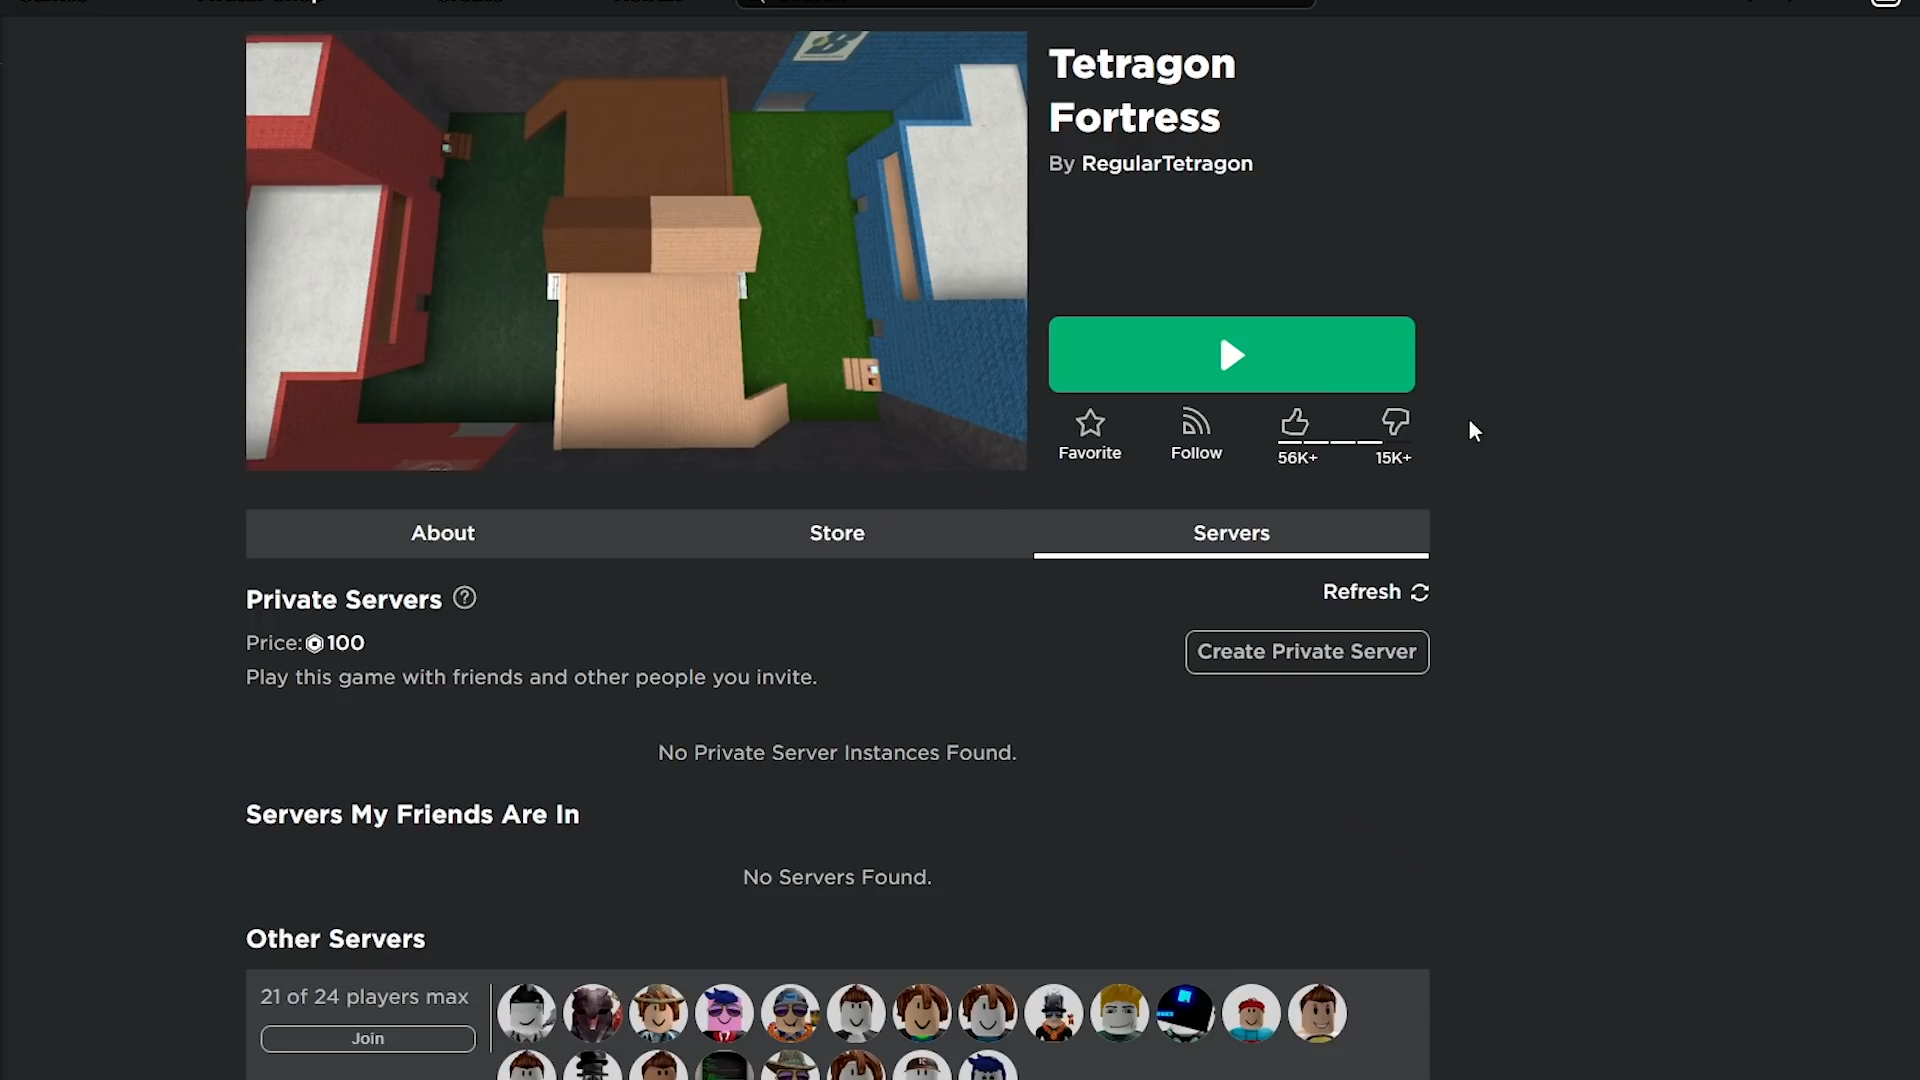 Tetragon
Fortress
By RegularTetragon
Favorite
Follow
56K+
15K+
About
Store
Servers
Private Servers
Refresh
Price: 100
Create Private Server
Play this game with friends and other people you invite.
No Private Server Instances Found.
Servers My Friends Are In
No Servers Found.
Other Servers
21 of 24 players max
Join